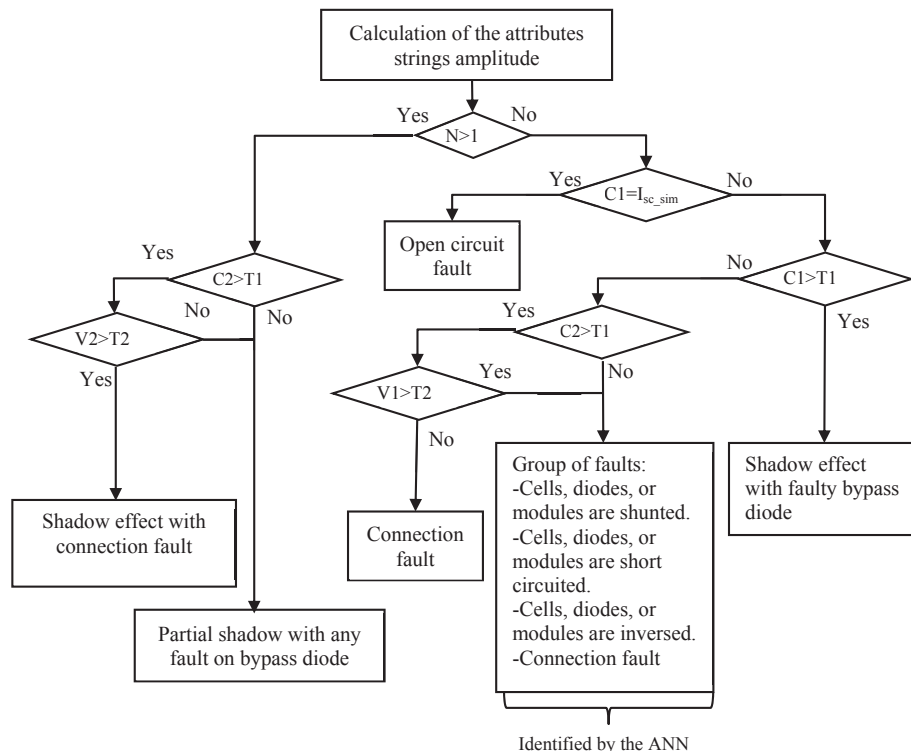 Calculation of the attributes
strings amplitude
Yes
No
N>1
Yes
C1=Isc_sim
No
Open circuit
fault
Yes
C2>T1
No
C1>T1
No
No
Yes
C2>T1
Yes
V2>T2
Yes
Yes
No
V1>T2
No
Shadow effect with
connection fault
Connection
fault
Group of faults:
-Cells, diodes, or
modules are shunted.
-Cells, diodes, or
modules are short
circuited.
-Cells, diodes, or
modules are inversed.
-Connection fault
Shadow effect
with faulty bypass
diode
Partial shadow with any
fault on bypass diode
Identified by the ANN